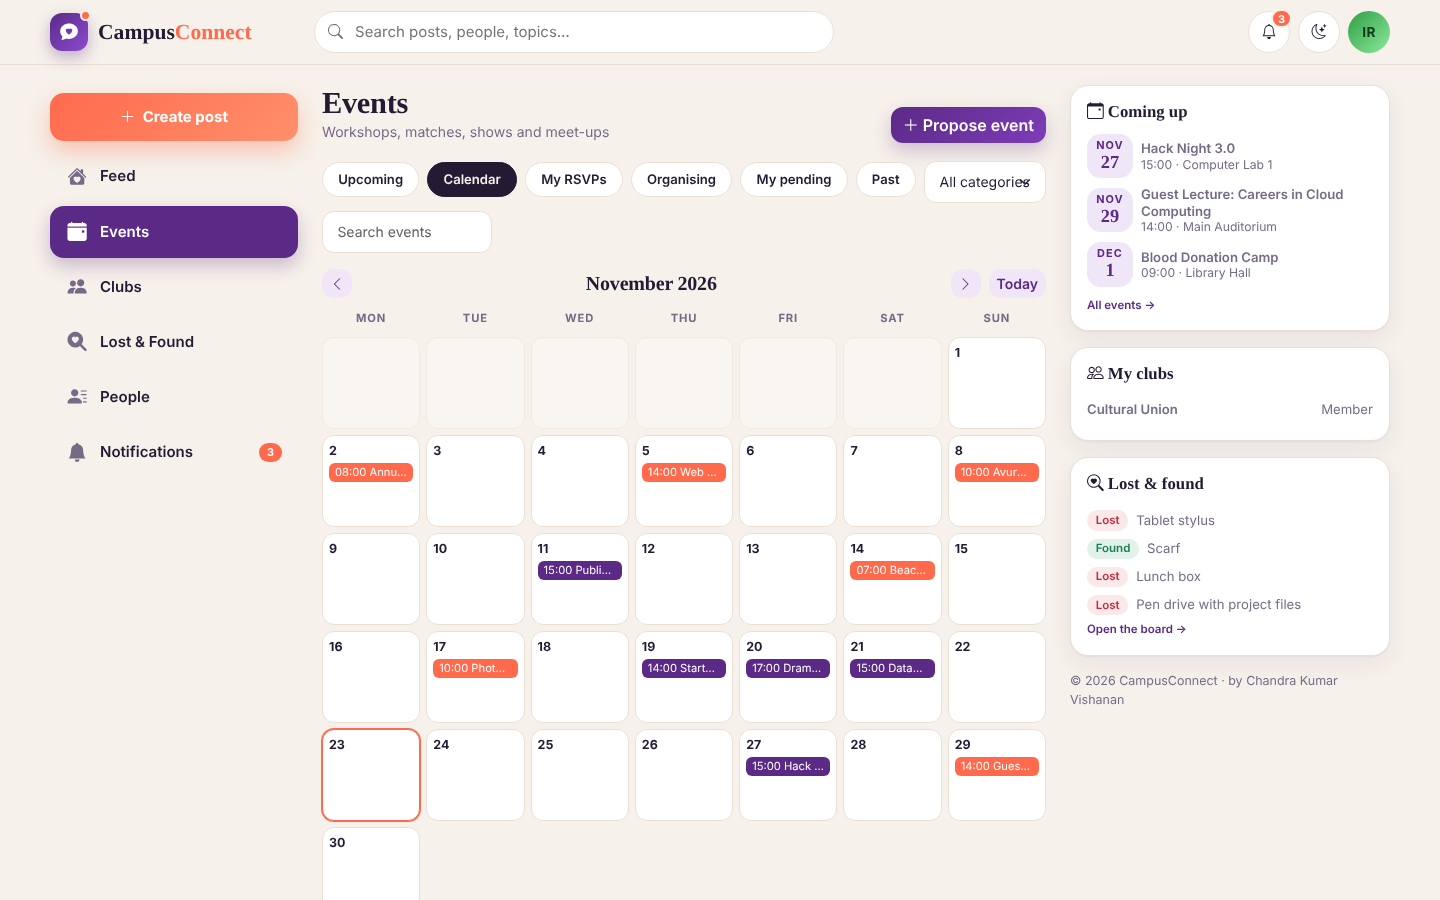 CampusConnect
Search posts, people, topics...
3
IR
Create post
Feed
Events
Clubs
Lost & Found
People
Notifications
3
Events
Workshops, matches, shows and meet-ups
Propose event
Upcoming
Calendar
My RSVPs
Organising
My pending
Past
All categories
Search events
November 2026
Today
MON TUE WED THU FRI SAT SUN
1
2
08:00 Annu...
3
4
5
14:00 Web ...
6
7
8
10:00 Avur...
9
10
11
15:00 Publi...
12
13
14
07:00 Beac...
15
16
17
10:00 Phot...
18
19
14:00 Start...
20
17:00 Dram...
21
15:00 Data...
22
23
24
25
26
27
15:00 Hack ...
28
29
14:00 Gues...
30
Coming up
NOV
27
Hack Night 3.0
15:00 · Computer Lab 1
NOV
29
Guest Lecture: Careers in Cloud
Computing
14:00 · Main Auditorium
DEC
1
Blood Donation Camp
09:00 · Library Hall
All events →
My clubs
Cultural Union
Member
Lost & found
Lost Tablet stylus
Found Scarf
Lost Lunch box
Lost Pen drive with project files
Open the board →
© 2026 CampusConnect · by Chandra Kumar
Vishanan